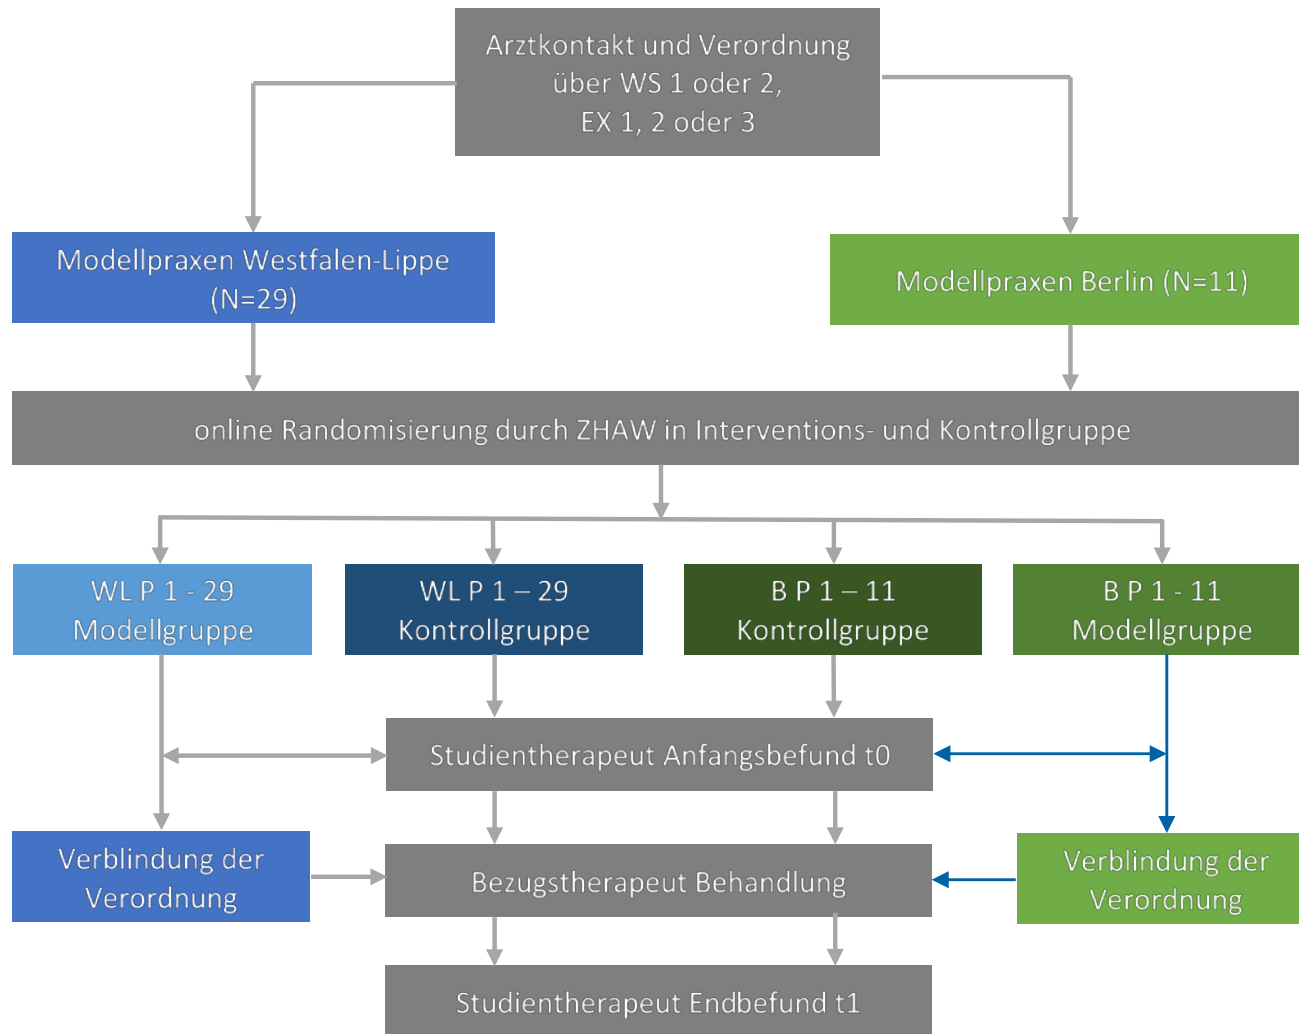 Arztkontakt und Verordnung
über WS 1 oder 2,
EX 1, 2 oder 3
Modellpraxen Westfalen-Lippe
(N=29)
Modellpraxen Berlin (N=11)
online Randomisierung durch ZHAW in Interventions- und Kontrollgruppe
WL P 1 - 29
Modellgruppe
WL P 1 – 29
Kontrollgruppe
B P 1 – 11
Kontrollgruppe
B P 1 - 11
Modellgruppe
Studientherapeut Anfangsbefund t0
Verblindung der
Verordnung
Bezugstherapeut Behandlung
Verblindung der
Verordnung
Studientherapeut Endbefund t1